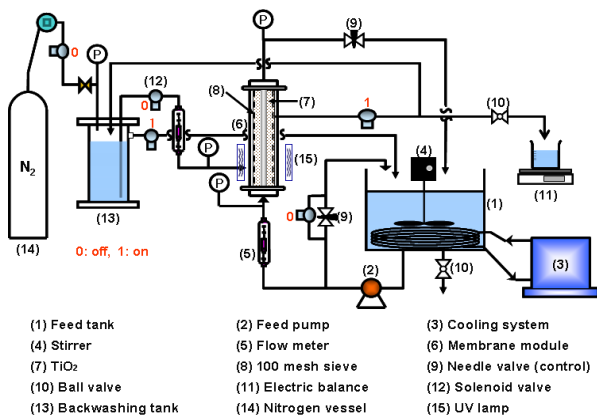 P
(9)
0
P
(12)
(8)
(7)
0
1
1
(10)
(6)
(4)
N2
P
(15)
(11)
P
(1)
(13)
0
(9)
(14)
0: off, 1: on
(5)
(2)
(10)
(3)
(1) Feed tank
(2) Feed pump
(3) Cooling system
(4) Stirrer
(5) Flow meter
(6) Membrane module
(7) TiO2
(8) 100 mesh sieve
(9) Needle valve (control)
(10) Ball valve
(11) Electric balance
(12) Solenoid valve
(13) Backwashing tank
(14) Nitrogen vessel
(15) UV lamp